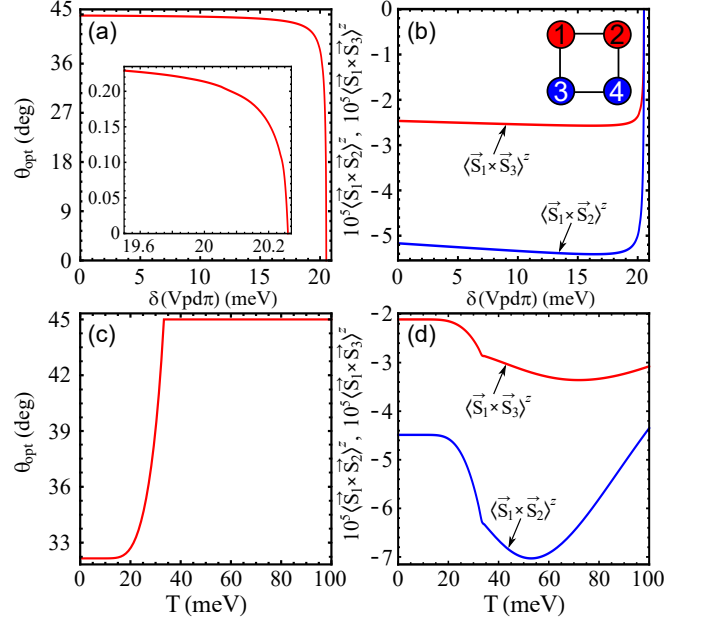 (a)
45
36
27
18
9
0
θopt (deg)
0.20
0.15
0.10
0.05
0
19.6 20 20.2
0 5 10 15 20
δ(Vpdπ) (meV)
(b)
0
-1
-2
-3
-4
-5
10⁵⟨S⃗₁×S⃗₂⟩ᶻ, 10⁵⟨S⃗₁×S⃗₃⟩ᶻ
1 2
3 4
⟨S⃗₁×S⃗₃⟩ᶻ
⟨S⃗₁×S⃗₂⟩ᶻ
0 5 10 15 20
δ(Vpdπ) (meV)
(c)
45
42
39
35
32
θopt (deg)
0 20 40 60 80 100
T (meV)
(d)
-2
-3
-4
-5
-6
-7
10⁵⟨S⃗₁×S⃗₂⟩ᶻ, 10⁵⟨S⃗₁×S⃗₃⟩ᶻ
⟨S⃗₁×S⃗₃⟩ᶻ
⟨S⃗₁×S⃗₂⟩ᶻ
0 20 40 60 80 100
T (meV)